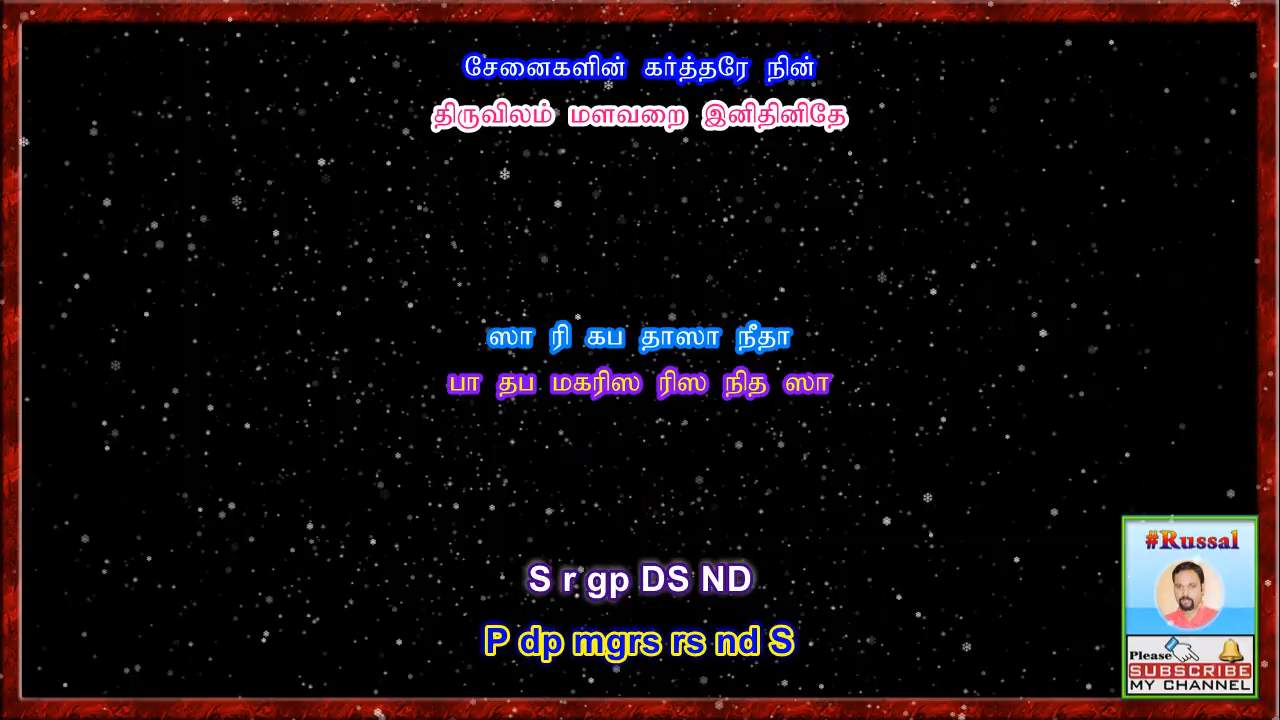 சேனைகளின் கர்த்தரே நின்
திருவிலம் மளவறை இனிதினிதே
ஸா ரி கப தாஸா நீதா
பா தப மகரிஸ ரிஸ நித ஸா
S r gp DS ND
P dp mgrs rs nd S
#Russal
Please
SUBSCRIBE
MY CHANNEL